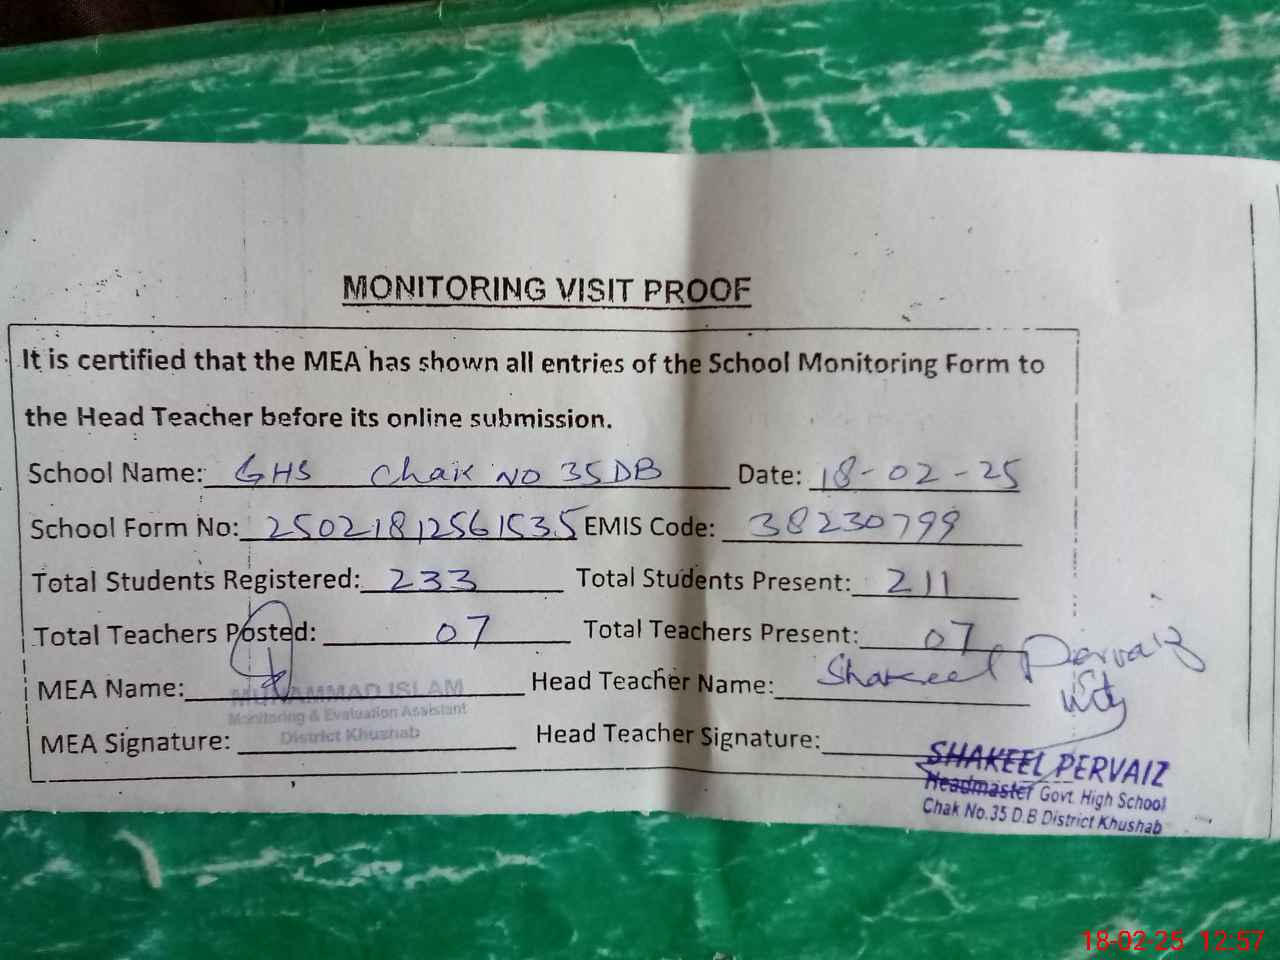 MONITORING VISIT PROOF
It is certified that the MEA has shown all entries of the School Monitoring Form to
the Head Teacher before its online submission.
School Name: GHS Chak NO 35DB Date: 18-02-25
School Form No: 25021812561535 EMIS Code: 38230799
Total Students Registered: 233 Total Students Present: 211
Total Teachers Posted: 07 Total Teachers Present: 07
MEA Name: MUHAMMAD ISLAM Head Teacher Name: Shakeel Pervaiz
Monitoring & Evaluation Assistant
District Khushab
MEA Signature: Head Teacher Signature:
SHAKEEL PERVAIZ
Headmaster Govt. High School
Chak No.35 D.B District Khushab
18-02-25 12:57